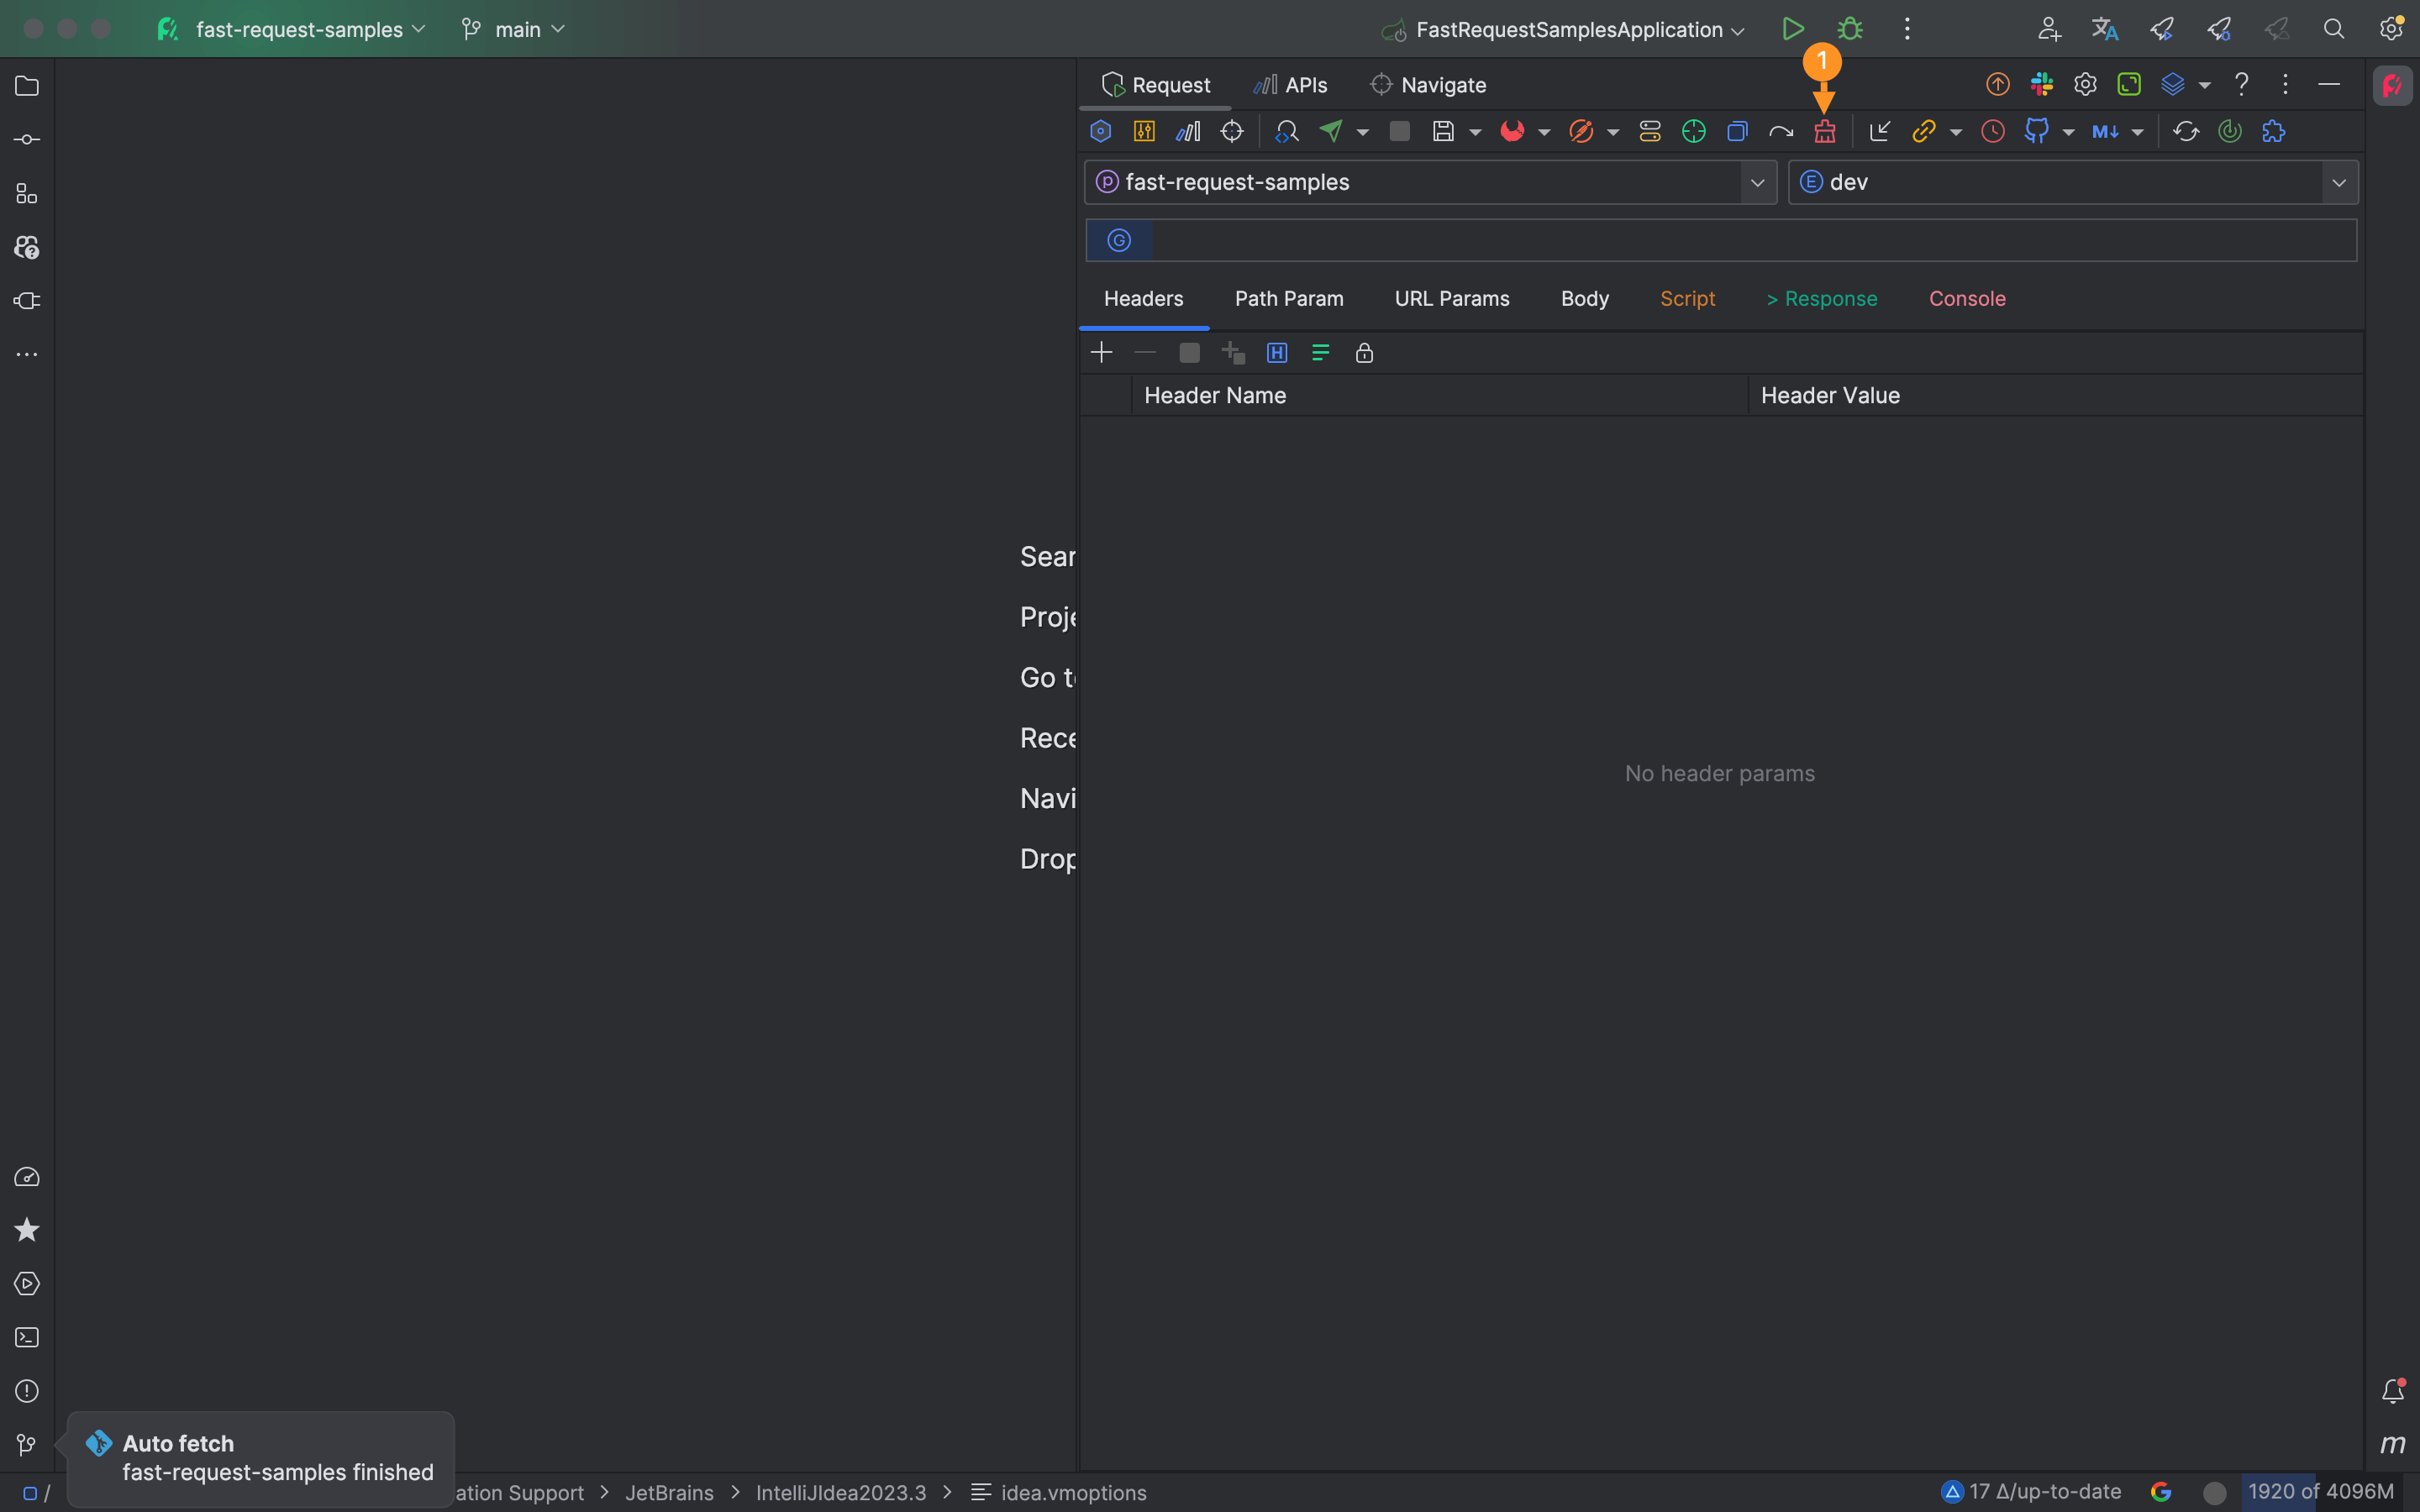 fast-request-samples
main
FastRequestSamplesApplication
1
Request
APIs
Navigate
M↓
P fast-request-samples
E dev
G
Headers
Path Param
URL Params
Body
Script
> Response
Console
H
Header Name
Header Value
No header params
Sear
Proje
Go t
Rece
Navi
Drop
Auto fetch
fast-request-samples finished
/
ation Support > JetBrains > IntelliJIdea2023.3 > idea.vmoptions
17 Δ/up-to-date
G
1920 of 4096M
m